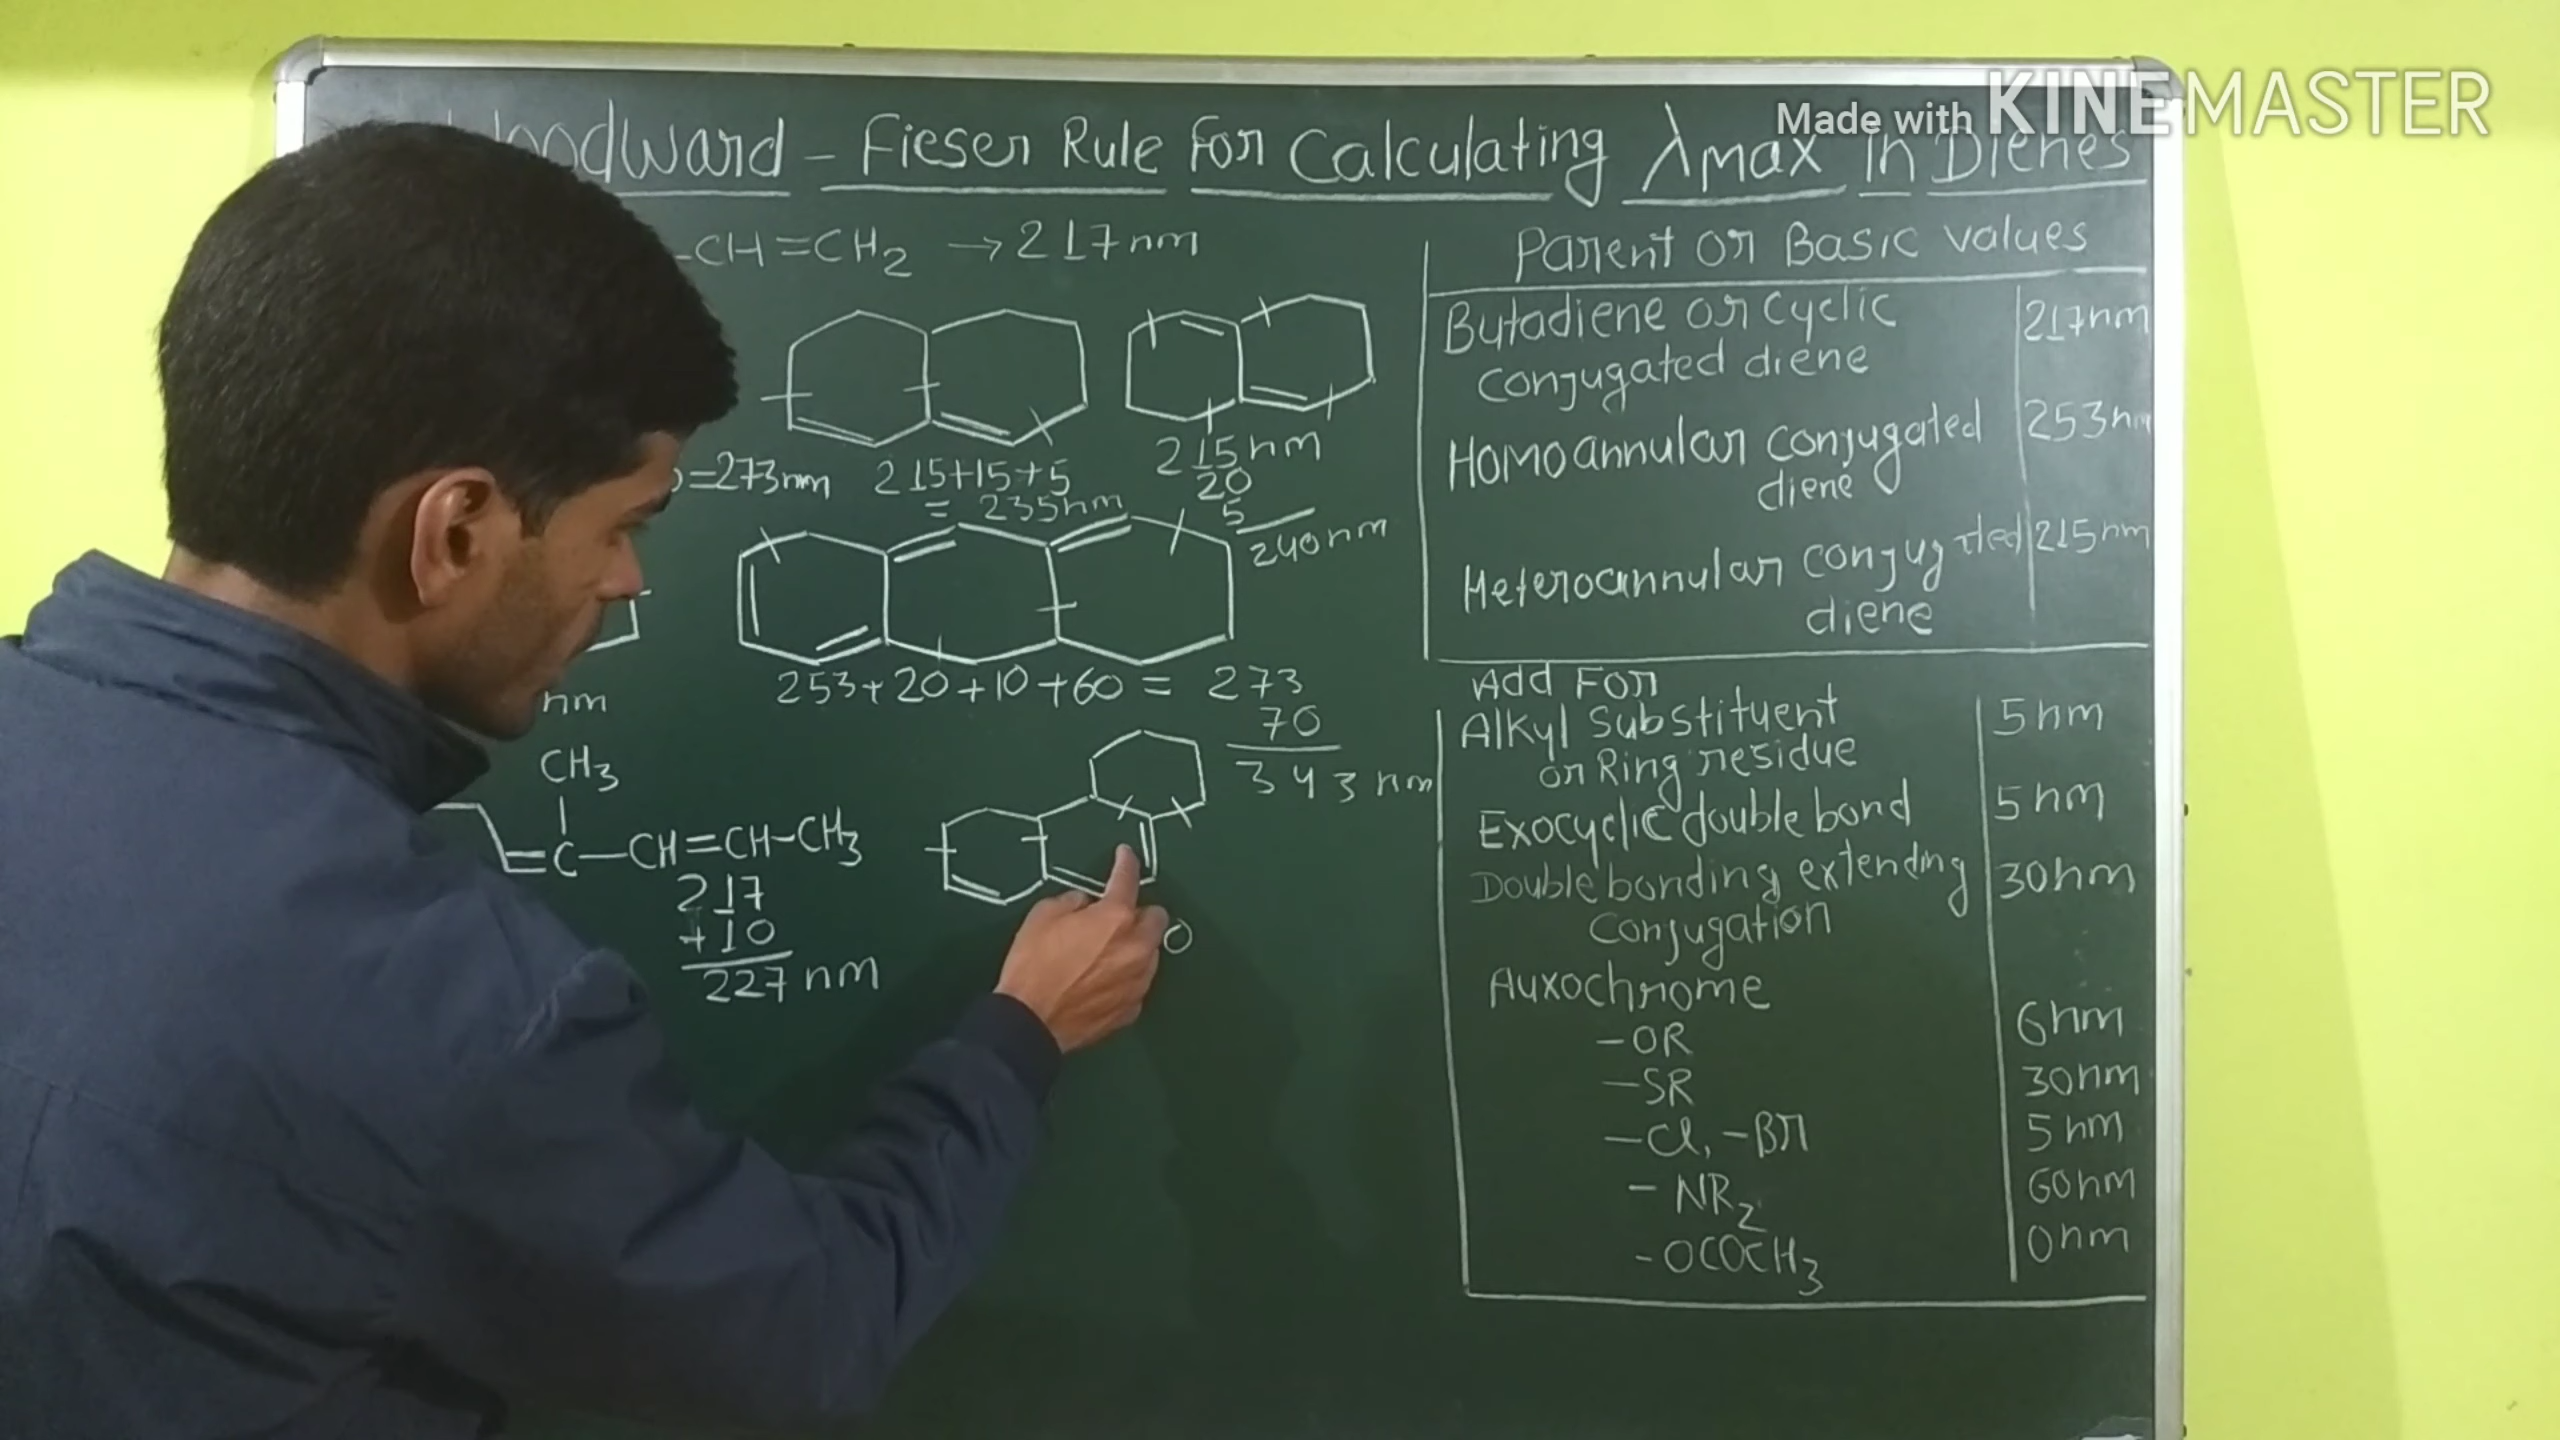 Made with KINEMASTER
Woodward - Fieser Rule For Calculating λmax in Dienes
-CH=CH2 → 217nm
=273nm
215+15+5
= 235nm
215nm
20
5
240nm
253+20+10+60 = 273
70
343 nm
nm
CH3
=C-CH=CH-CH3
217
+10
227 nm
0
Parent or Basic values
Butadiene or Cyclic 217nm
conjugated diene
Homoannular conjugated 253nm
diene
Heteroannular conjugated 215nm
diene
Add For
Alkyl Substituent 5nm
or Ring residue
Exocyclic double bond 5nm
Double bonding extending 30nm
Conjugation
Auxochrome
-OR 6nm
-SR 30nm
-Cl, -Br 5nm
- NR2 60nm
- OCOCH3 0nm